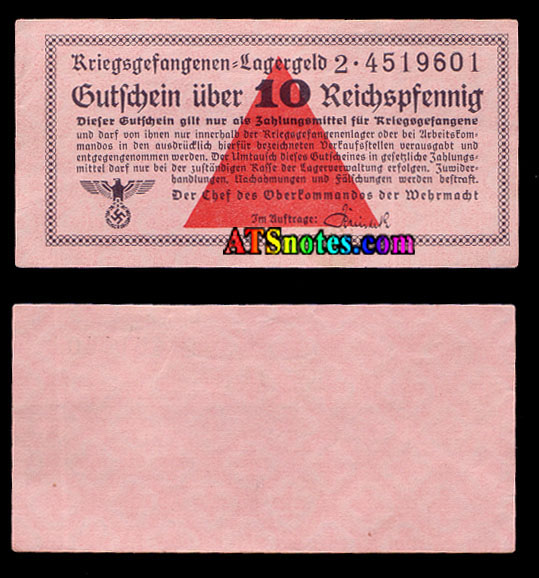 Kriegsgefangenen-Lagergeld 2·4519601
Gutschein über 10 Reichspfennig
Dieser Gutschein gilt nur als Zahlungsmittel für Kriegsgefangene
und darf von ihnen nur innerhalb der Kriegsgefangenenlager oder bei Arbeitskom-
mandos in den ausdrücklich hierfür bezeichneten Verkaufsstellen verausgabt und
entgegengenommen werden. Der Umtausch dieses Gutscheines in gesetzliche Zahlungs-
mittel darf nur bei der zuständigen Kasse der Lagerverwaltung erfolgen. Zuwider-
handlungen, Nachahmungen und Fälschungen werden bestraft.
Der Chef des Oberkommandos der Wehrmacht
Im Auftrage:
ATSnotes.com